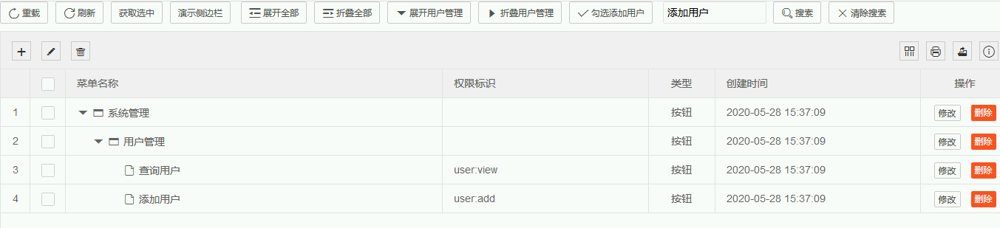 重载 刷新 获取选中 演示侧边栏 展开全部 折叠全部 展开用户管理 折叠用户管理 勾选添加用户 添加用户 搜索 清除搜索
菜单名称 权限标识 类型 创建时间 操作
1 系统管理 按钮 2020-05-28 15:37:09 修改 删除
2 用户管理 按钮 2020-05-28 15:37:09 修改 删除
3 查询用户 user:view 按钮 2020-05-28 15:37:09 修改 删除
4 添加用户 user:add 按钮 2020-05-28 15:37:09 修改 删除